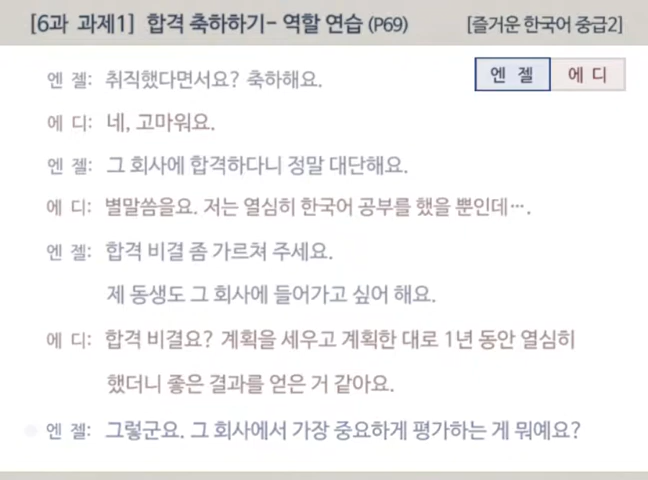 [6과 과제1] 합격 축하하기- 역할 연습 (P69) [즐거운 한국어 중급2]
엔 젤 에 디
엔 젤: 취직했다면서요? 축하해요.
에 디: 네, 고마워요.
엔 젤: 그 회사에 합격하다니 정말 대단해요.
에 디: 별말씀을요. 저는 열심히 한국어 공부를 했을 뿐인데….
엔 젤: 합격 비결 좀 가르쳐 주세요.
제 동생도 그 회사에 들어가고 싶어 해요.
에 디: 합격 비결요? 계획을 세우고 계획한 대로 1년 동안 열심히
했더니 좋은 결과를 얻은 거 같아요.
엔 젤: 그렇군요. 그 회사에서 가장 중요하게 평가하는 게 뭐예요?